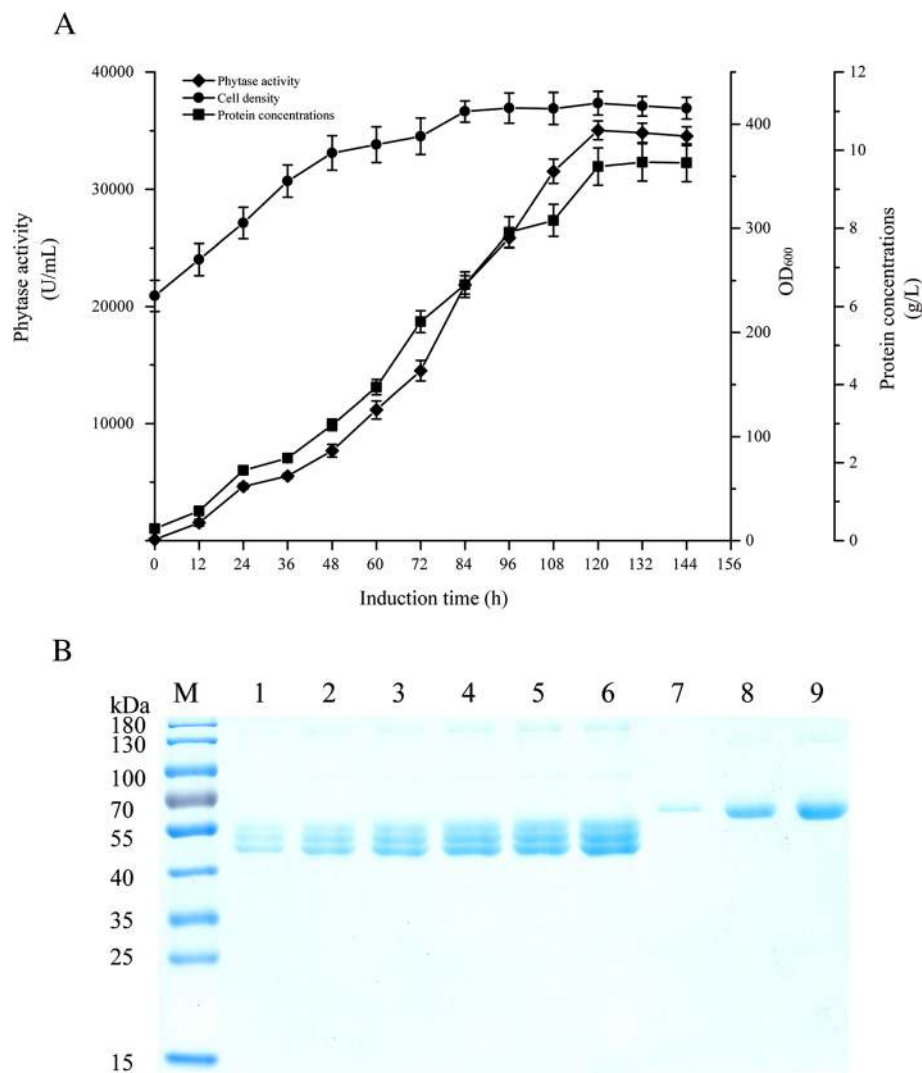 A
40000
30000
20000
10000
Phytase activity
(U/mL)
Phytase activity
Cell density
Protein concentrations
400
300
200
100
0
OD600
12
10
8
6
4
2
0
Protein concentrations
(g/L)
0 12 24 36 48 60 72 84 96 108 120 132 144 156
Induction time (h)
B
kDa M 1 2 3 4 5 6 7 8 9
180
130
100
70
55
40
35
25
15